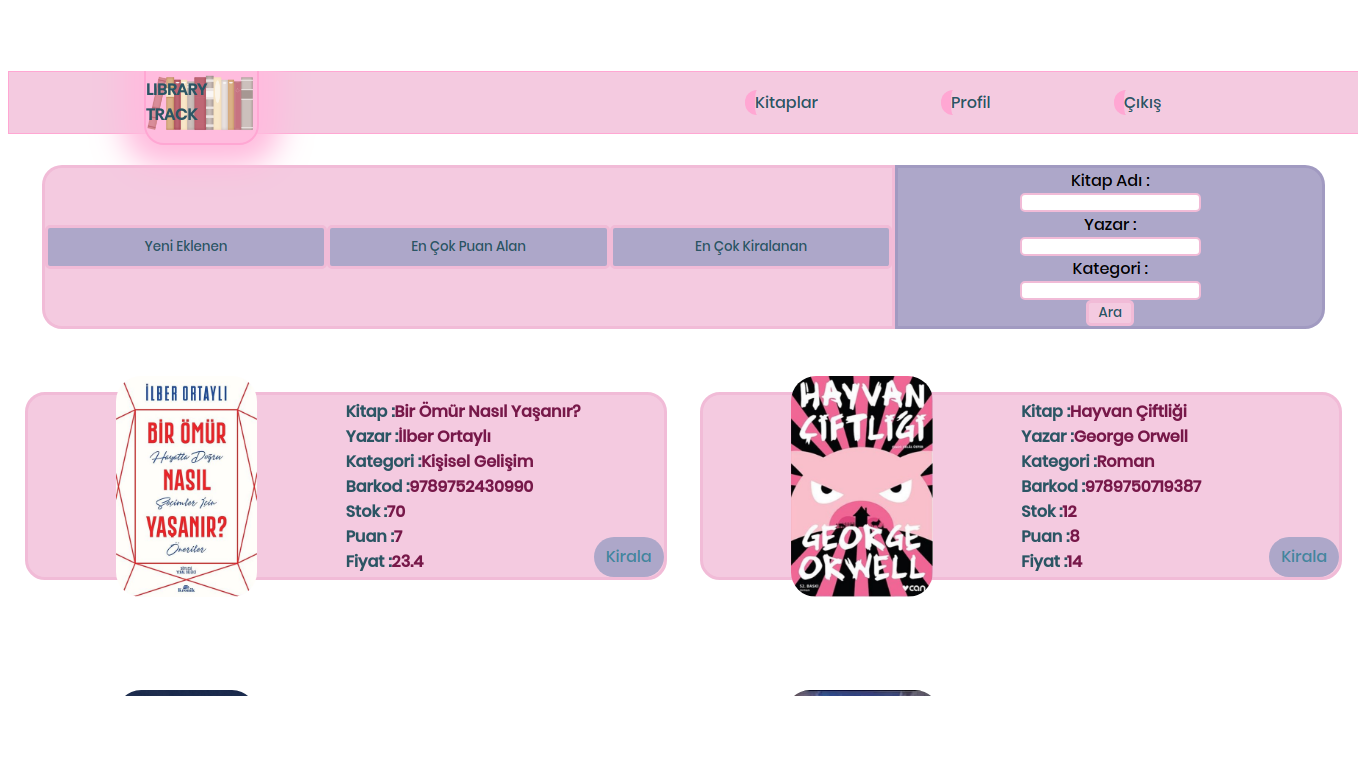 LIBRARY
TRACK
Kitaplar
Profil
Çıkış
Yeni Eklenen
En Çok Puan Alan
En Çok Kiralanan
Kitap Adı :
Yazar :
Kategori :
Ara
İLBER ORTAYLI
BİR ÖMÜR
Hayatta Doğru
NASIL
Seçimler İçin
YAŞANIR?
Öneriler
Kitap :Bir Ömür Nasıl Yaşanır?
Yazar :İlber Ortaylı
Kategori :Kişisel Gelişim
Barkod :9789752430990
Stok :70
Puan :7
Fiyat :23.4
Kirala
HAYVAN
ÇİFTLİĞİ
GEORGE
ORWELL
can
Kitap :Hayvan Çiftliği
Yazar :George Orwell
Kategori :Roman
Barkod :9789750719387
Stok :12
Puan :8
Fiyat :14
Kirala